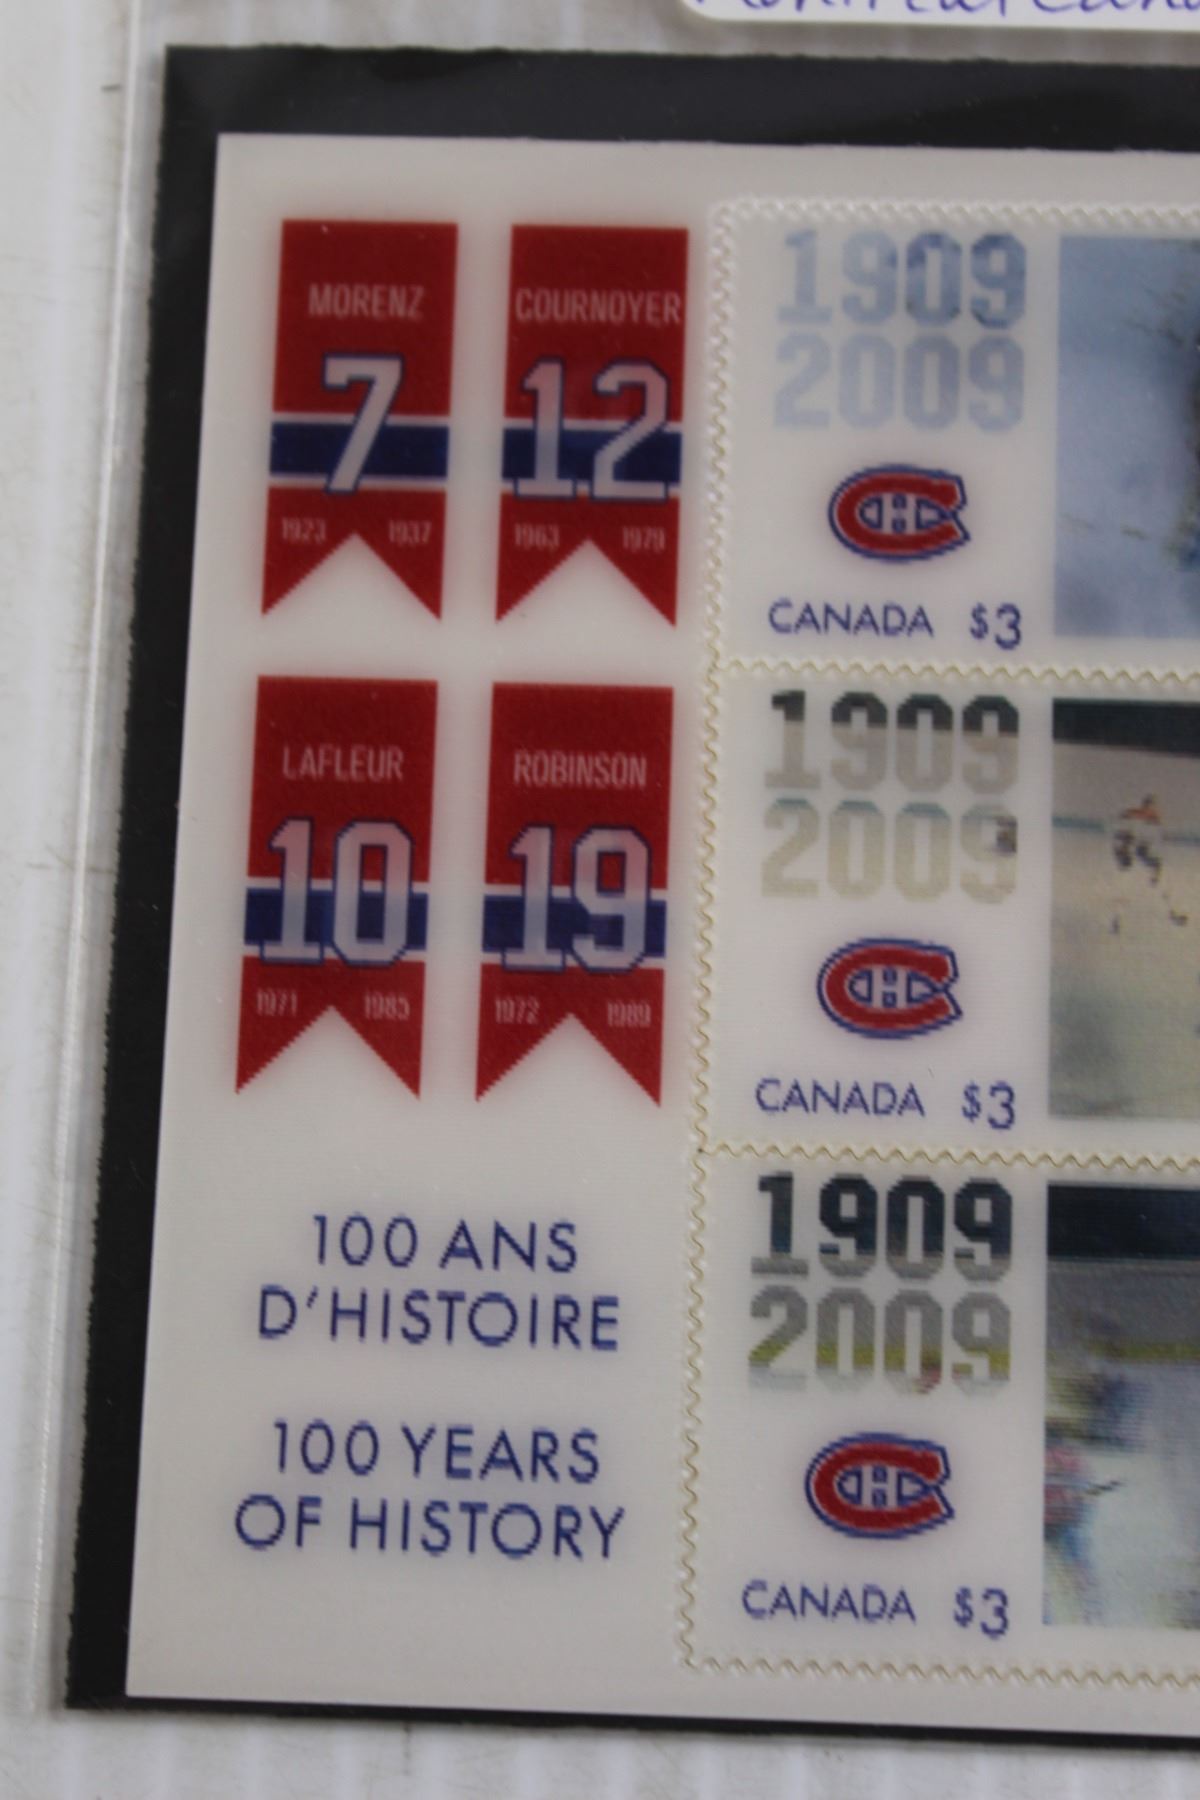 MORENZ
7
1923 1937
COURNOYER
12
1963 1979
LAFLEUR
10
1971 1985
ROBINSON
19
1972 1989
100 ANS
D'HISTOIRE
100 YEARS
OF HISTORY
1909
2009
CANADA $3
1909
2009
CANADA $3
1909
2009
CANADA $3